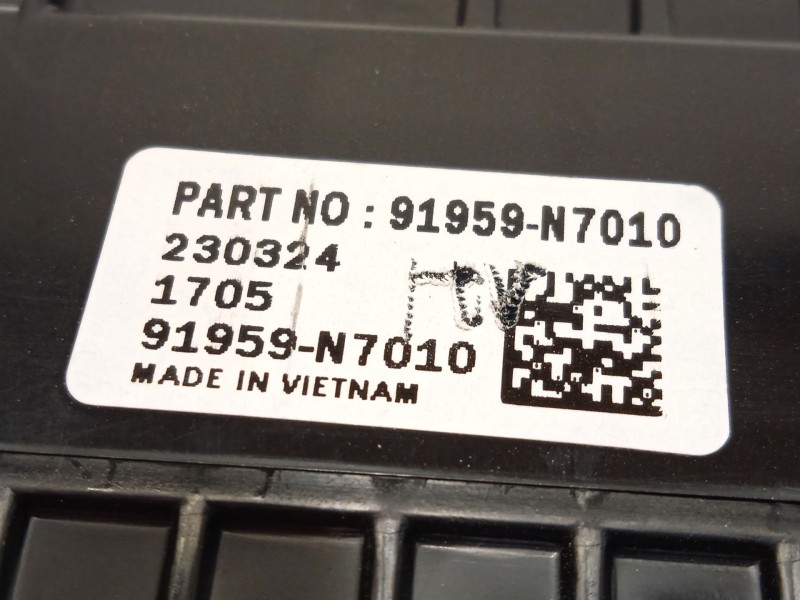 PART NO : 91959-N7010
230324
1705
91959-N7010
MADE IN VIETNAM